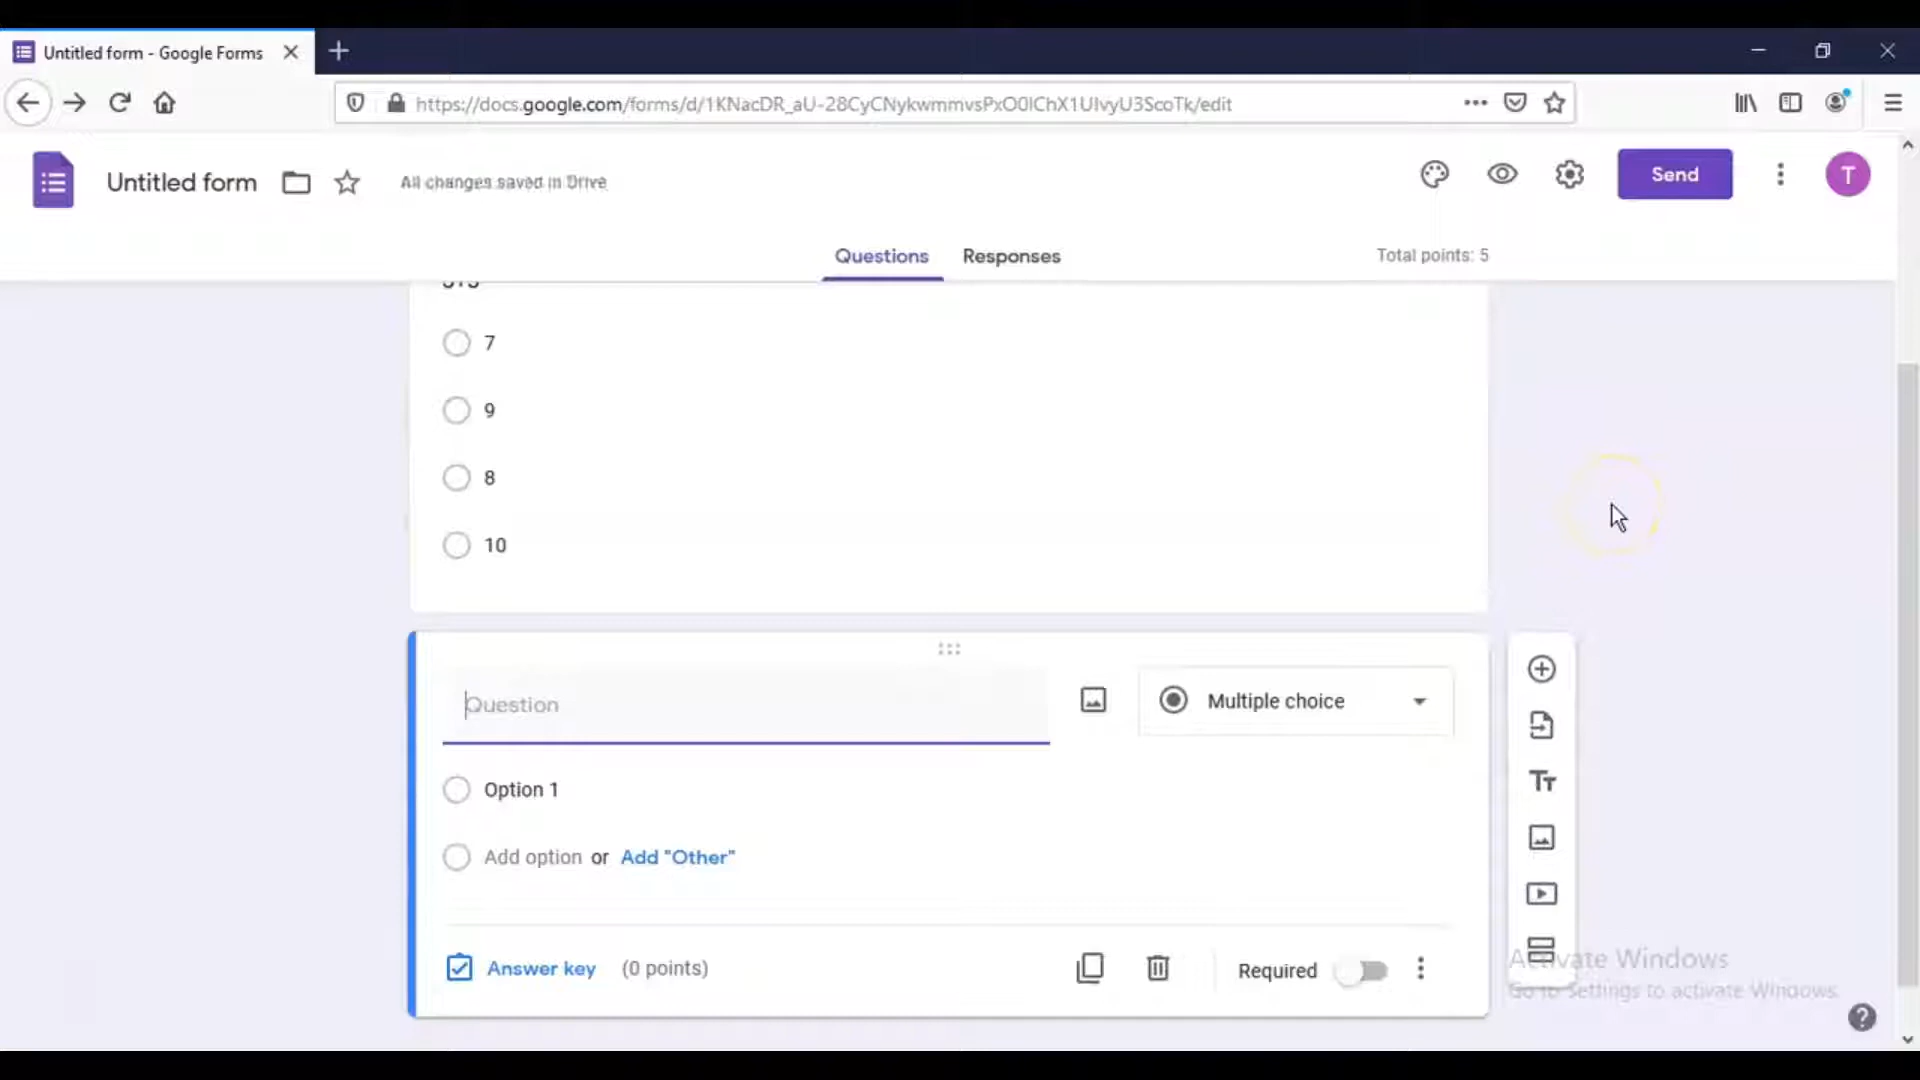 Untitled form - Google Forms
https://docs.google.com/forms/d/1KNacDR_aU-28CyCNykwmmvsPxO0lChX1UIvyU3ScoTk/edit
Untitled form
All changes saved in Drive
Send
T
Questions
Responses
Total points: 5
7
9
8
10
Question
Multiple choice
Option 1
Add option or Add "Other"
Answer key (0 points)
Required
Activate Windows
Go to Settings to activate Windows.